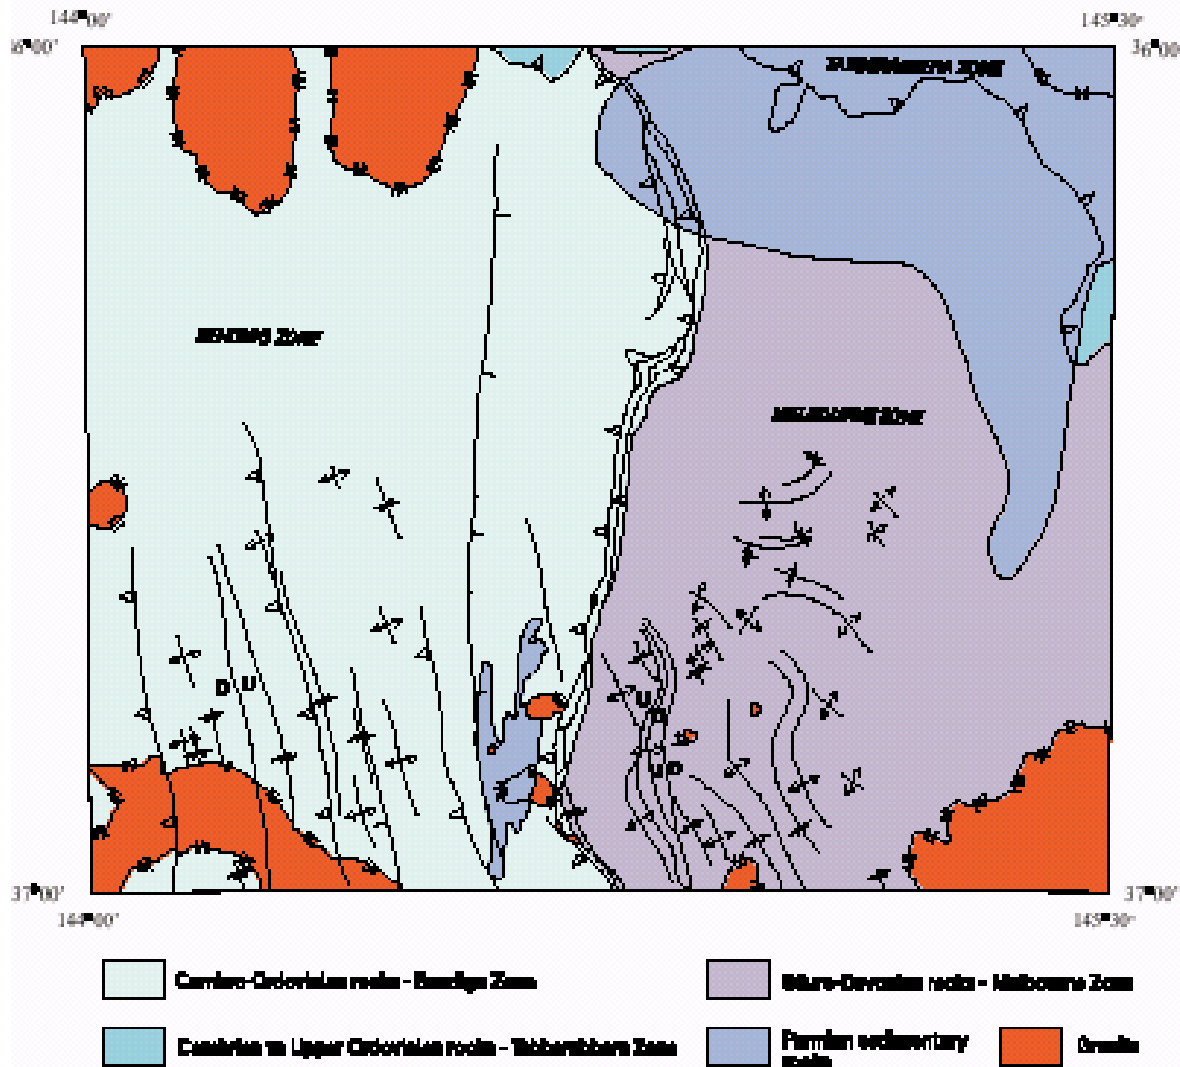 144°00'
145°30'
36°00'
BENDIGO ZONE
MELBOURNE ZONE
D U
U
D
U D
37°00'
37°00'
144°00'
145°30'
Cambro-Ordovician rocks - Bendigo Zone
Siluro-Devonian rocks - Melbourne Zone
Cambrian to Upper Ordovician rocks - Tabberabbera Zone
Permian sedimentary
rocks
Granite